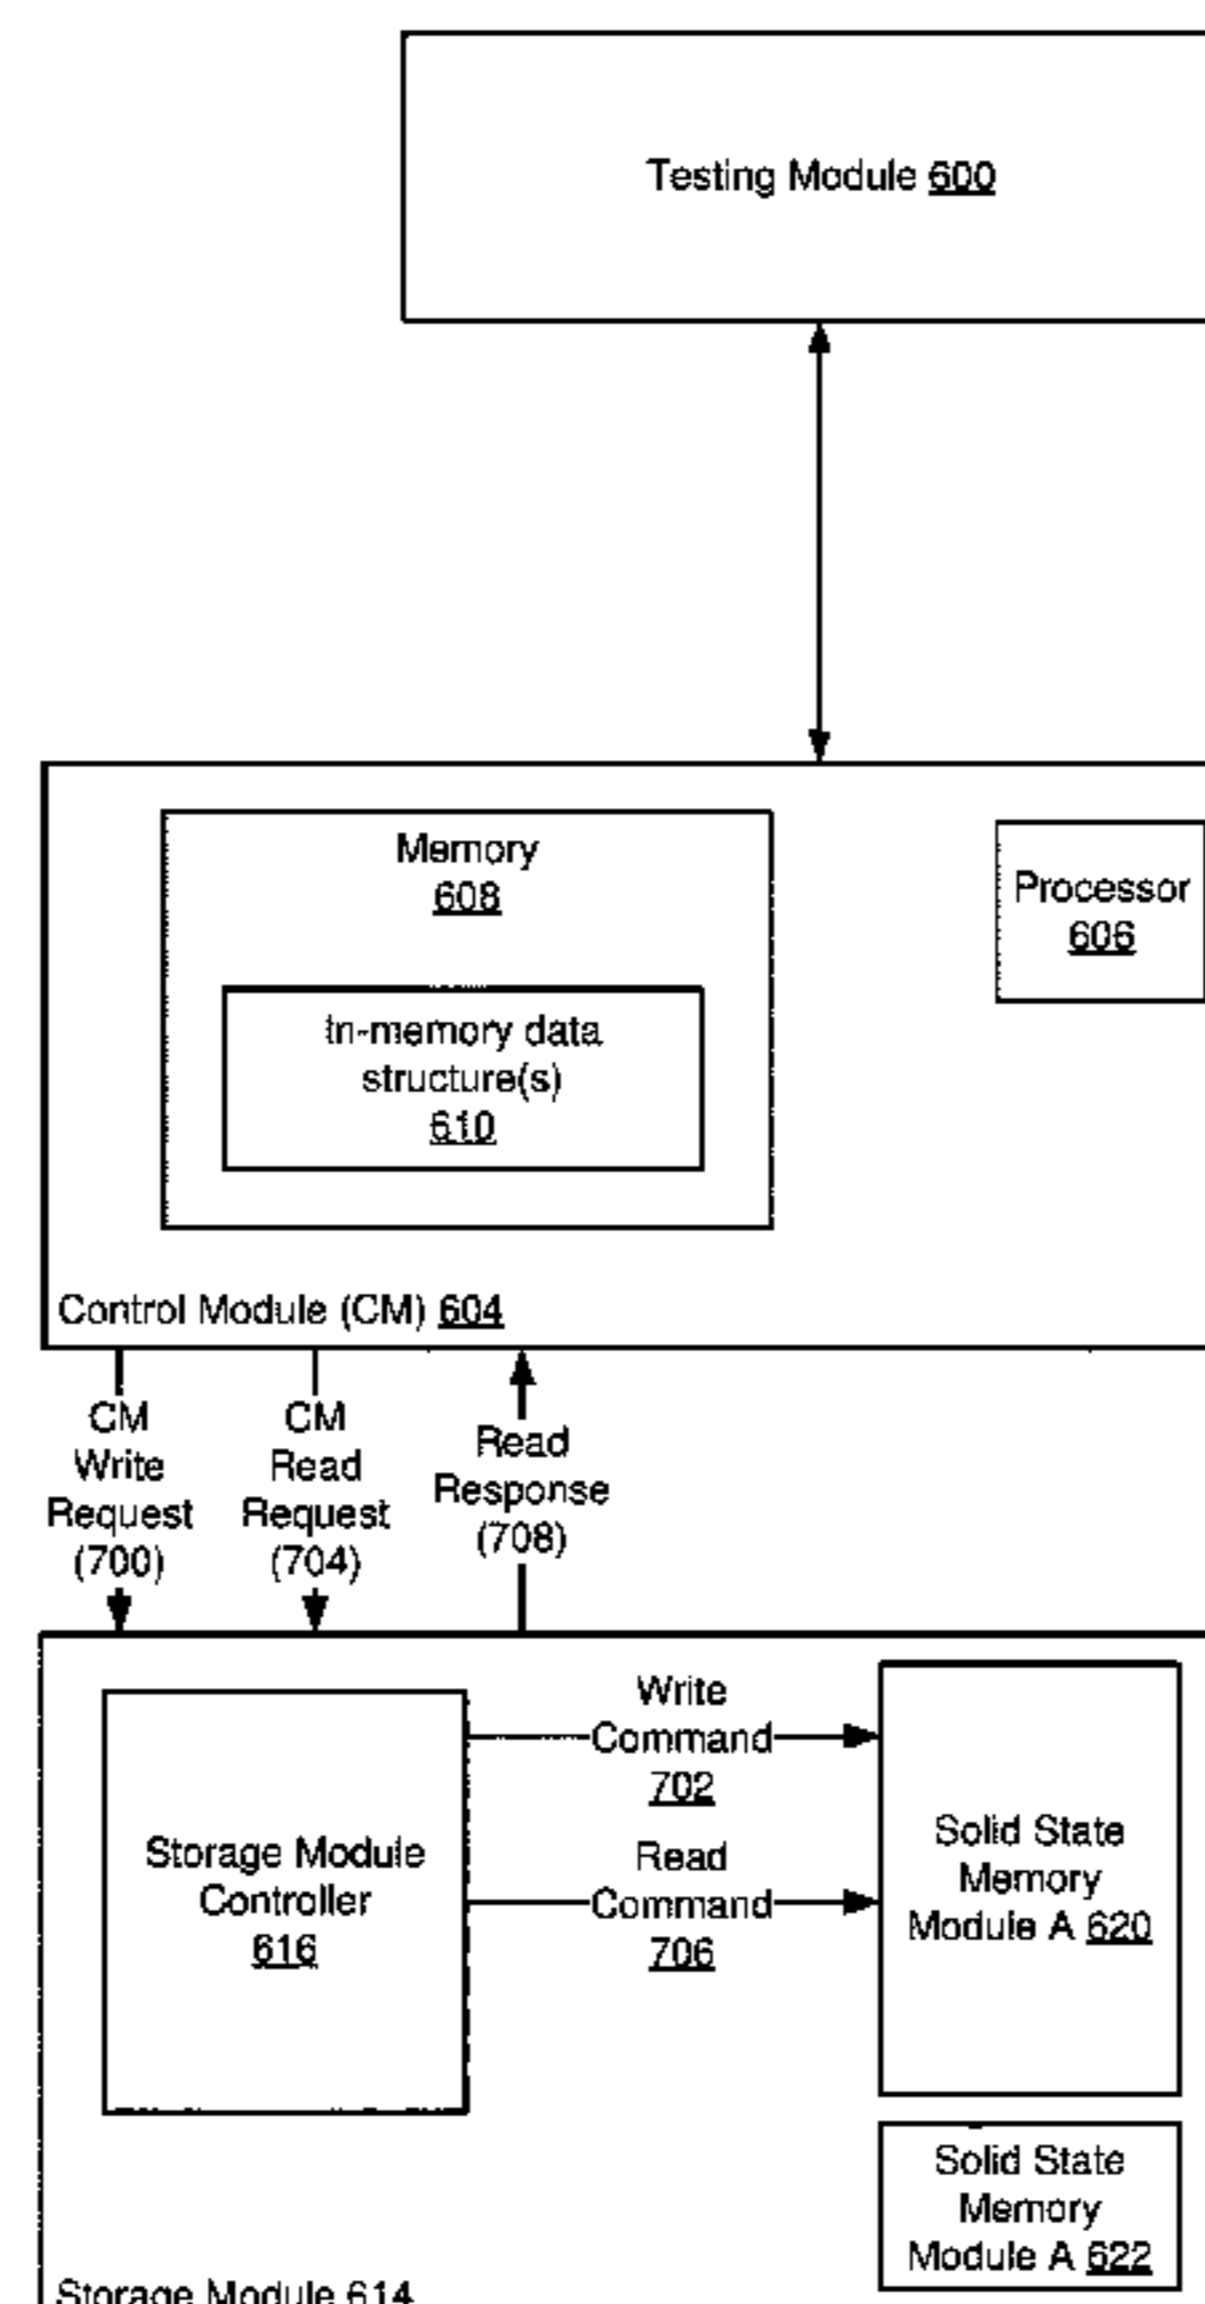 Testing Module 600
Memory
608
In-memory data
structure(s)
610
Processor
606
Control Module (CM) 604
CM
Write
Request
(700)
CM
Read
Request
(704)
Read
Response
(708)
Write
Command
702
Read
Command
706
Storage Module
Controller
616
Solid State
Memory
Module A 620
Solid State
Memory
Module A 622
Storage Module 614